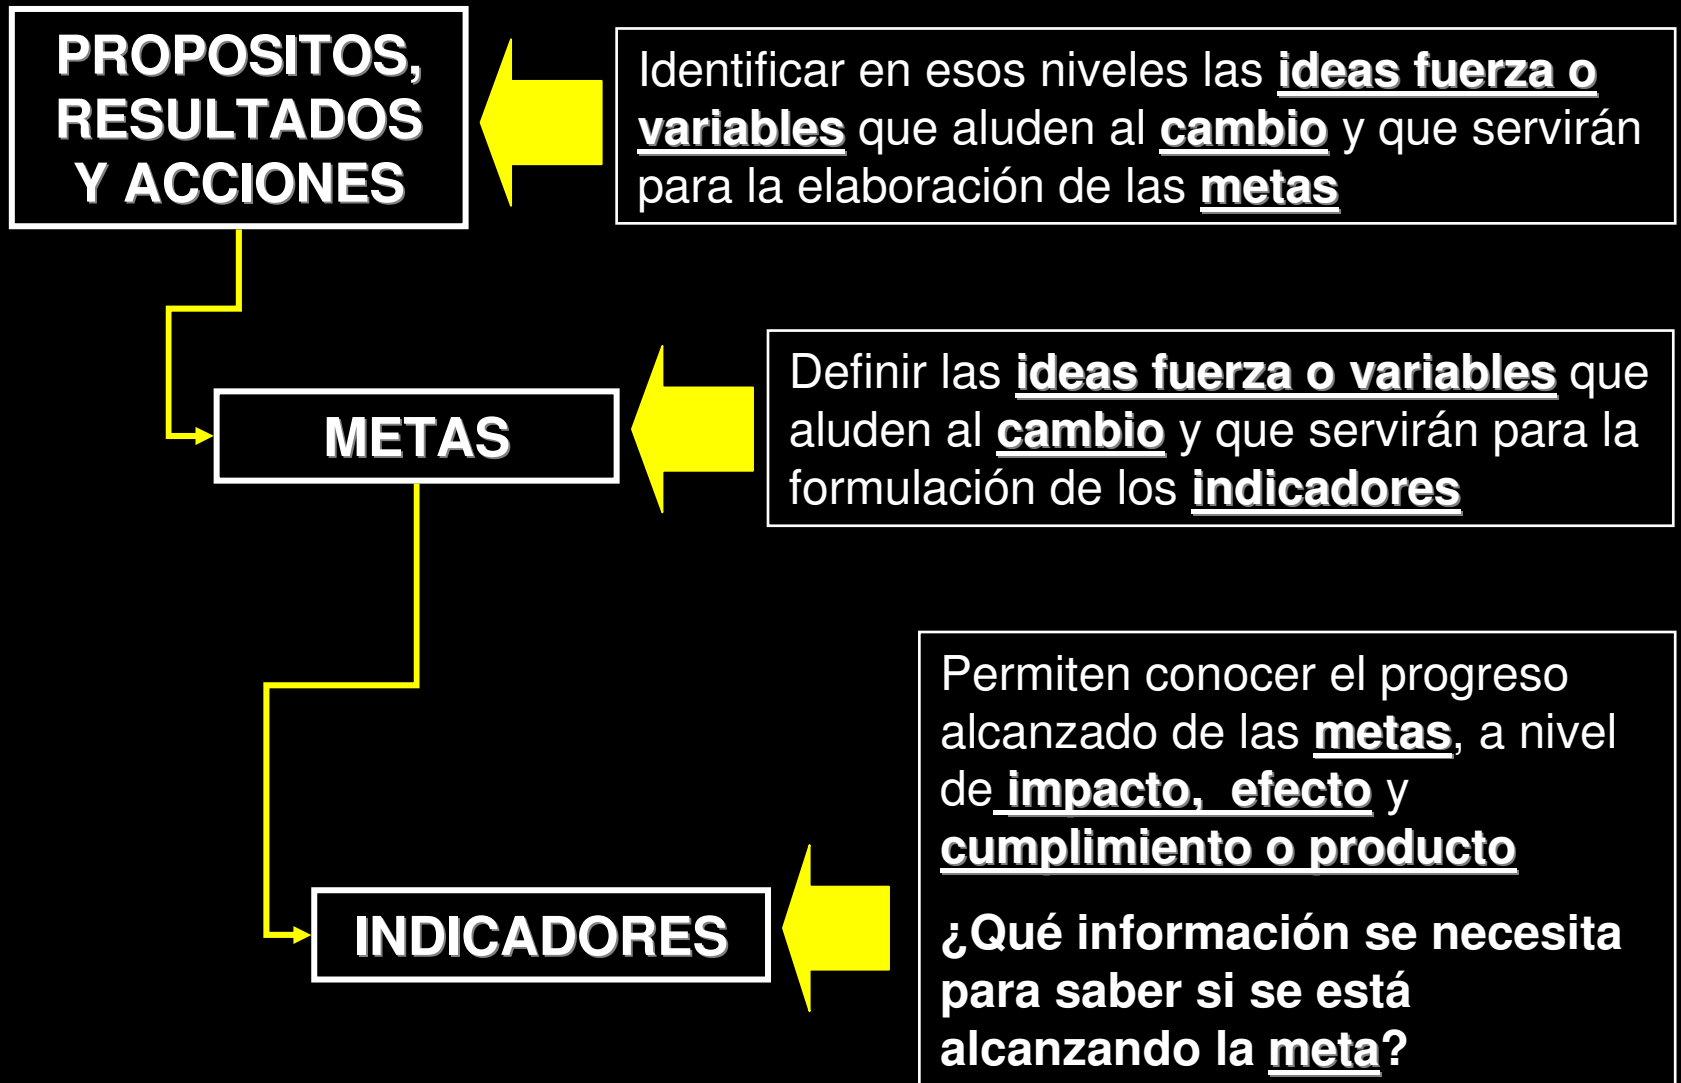 PROPOSITOS,
RESULTADOS
Y ACCIONES
Identificar en esos niveles las ideas fuerza o
variables que aluden al cambio y que servirán
para la elaboración de las metas
METAS
Definir las ideas fuerza o variables que
aluden al cambio y que servirán para la
formulación de los indicadores
INDICADORES
Permiten conocer el progreso
alcanzado de las metas, a nivel
de impacto, efecto y
cumplimiento o producto
¿Qué información se necesita
para saber si se está
alcanzando la meta?